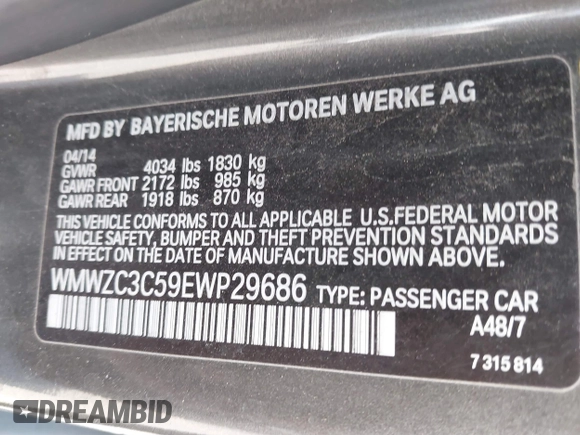 MFD BY BAYERISCHE MOTOREN WERKE AG
04/14
GVWR 4034 lbs 1830 kg
GAWR FRONT 2172 lbs 985 kg
GAWR REAR 1918 lbs 870 kg
THIS VEHICLE CONFORMS TO ALL APPLICABLE U.S.FEDERAL MOTOR
VEHICLE SAFETY, BUMPER AND THEFT PREVENTION STANDARDS
IN EFFECT ON THE DATE OF MANUFACTURE SHOWN ABOVE.
WMWZC3C59EWP29686 TYPE: PASSENGER CAR
A48/7
7 315 814
DREAMBID